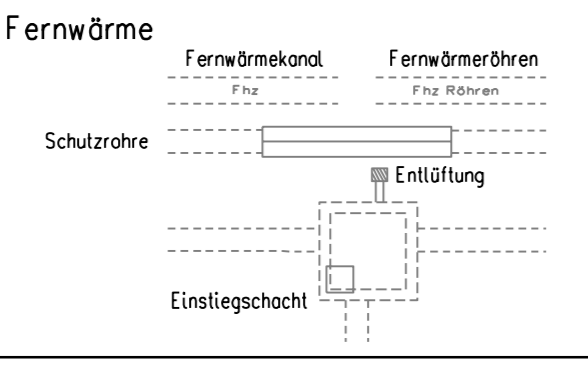 Fernwärme
Fernwärmekanal Fernwärmeröhren
Fhz Fhz Röhren
Schutzrohre
Entlüftung
Einstiegschacht